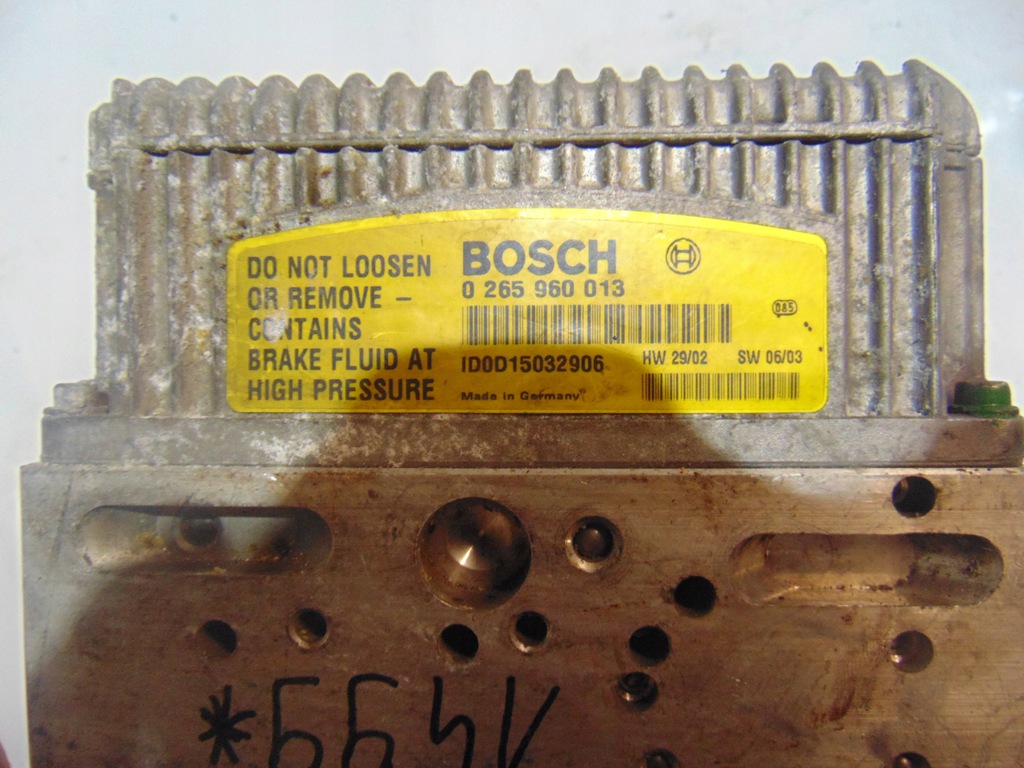 DO NOT LOOSEN
OR REMOVE –
CONTAINS
BRAKE FLUID AT
HIGH PRESSURE
BOSCH
0 265 960 013
085
ID0D15032906
HW 29/02 SW 06/03
Made in Germany